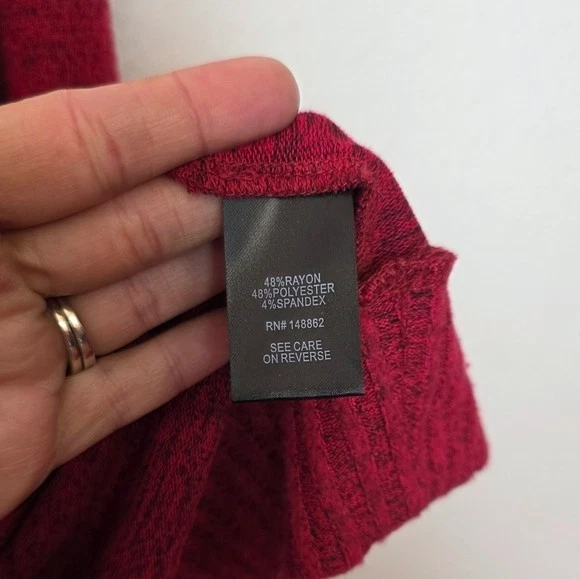 48%RAYON
48%POLYESTER
4%SPANDEX
RN# 148862
SEE CARE
ON REVERSE